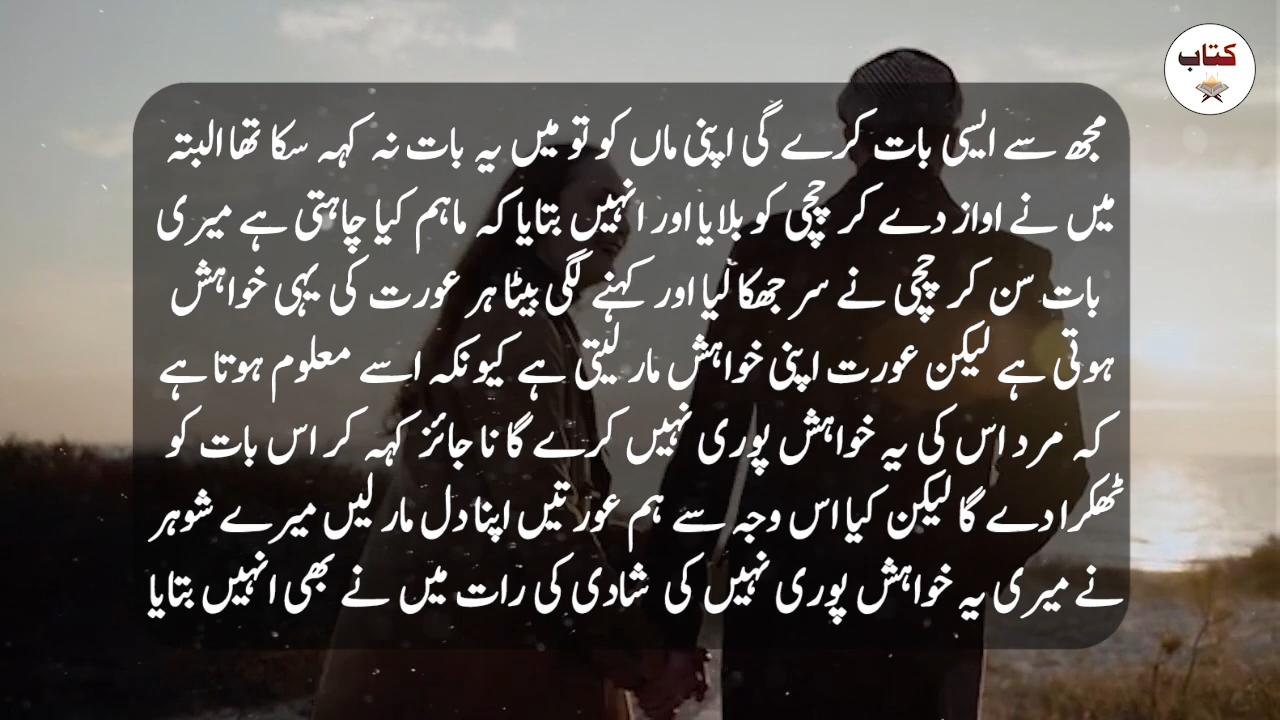 کتاب
مجھ سے ایسی بات کرے گی اپنی ماں کو تو میں یہ بات نہ کہہ سکا تھا البتہ
میں نے اواز دے کر چچی کو بلایا اور انہیں بتایا کہ ماہم کیا چاہتی ہے میری
بات سن کر چچی نے سر جھکا لیا اور کہنے لگی بیٹا ہر عورت کی یہی خواہش
ہوتی ہے لیکن عورت اپنی خواہش مار لیتی ہے کیونکہ اسے معلوم ہوتا ہے
کہ مرد اس کی یہ خواہش پوری نہیں کرے گا ناجائز کہہ کر اس بات کو
ٹھکرا دے گا لیکن کیا اس وجہ سے ہم عورتیں اپنا دل مار لیں میرے شوہر
نے میری یہ خواہش پوری نہیں کی شادی کی رات میں نے بھی انہیں بتایا